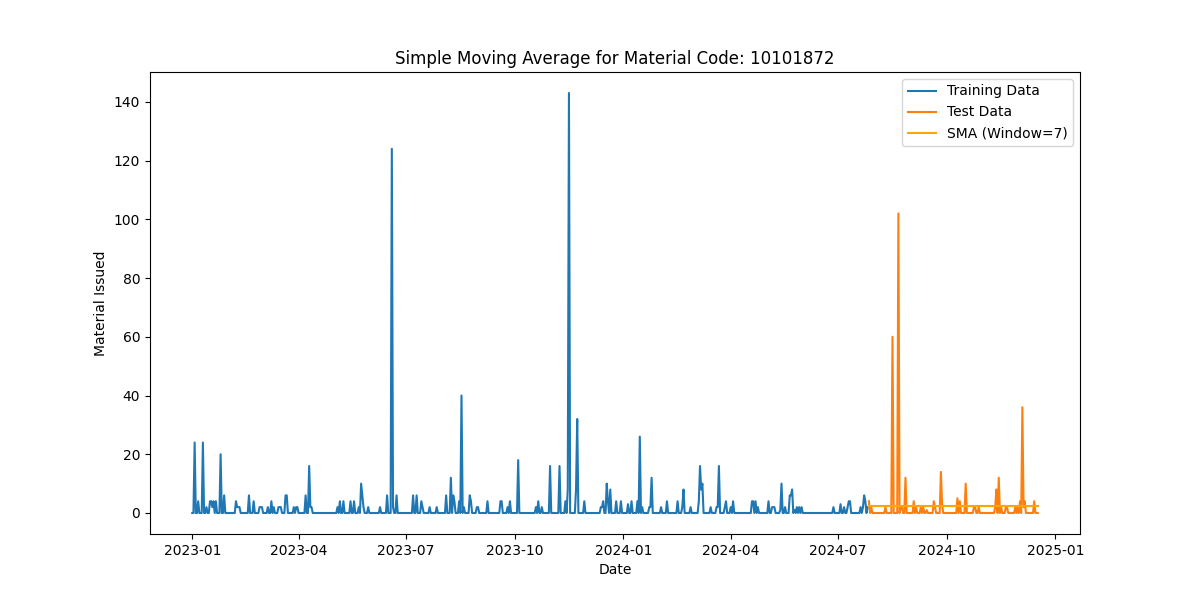 Simple Moving Average for Material Code: 10101872
Training Data
Test Data
SMA (Window=7)
140
120
100
80
60
40
20
0
Material Issued
2023-01 2023-04 2023-07 2023-10 2024-01 2024-04 2024-07 2024-10 2025-01
Date